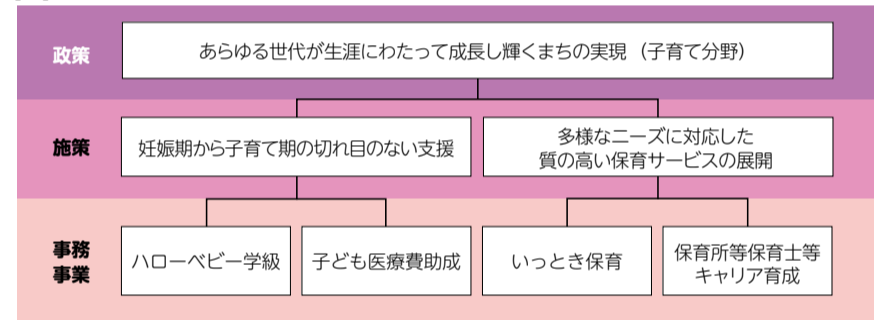 政策
あらゆる世代が生涯にわたって成長し輝くまちの実現（子育て分野）
施策
妊娠期から子育て期の切れ目のない支援
多様なニーズに対応した
質の高い保育サービスの展開
事務
事業
ハローベビー学級
子ども医療費助成
いっとき保育
保育所等保育士等
キャリア育成